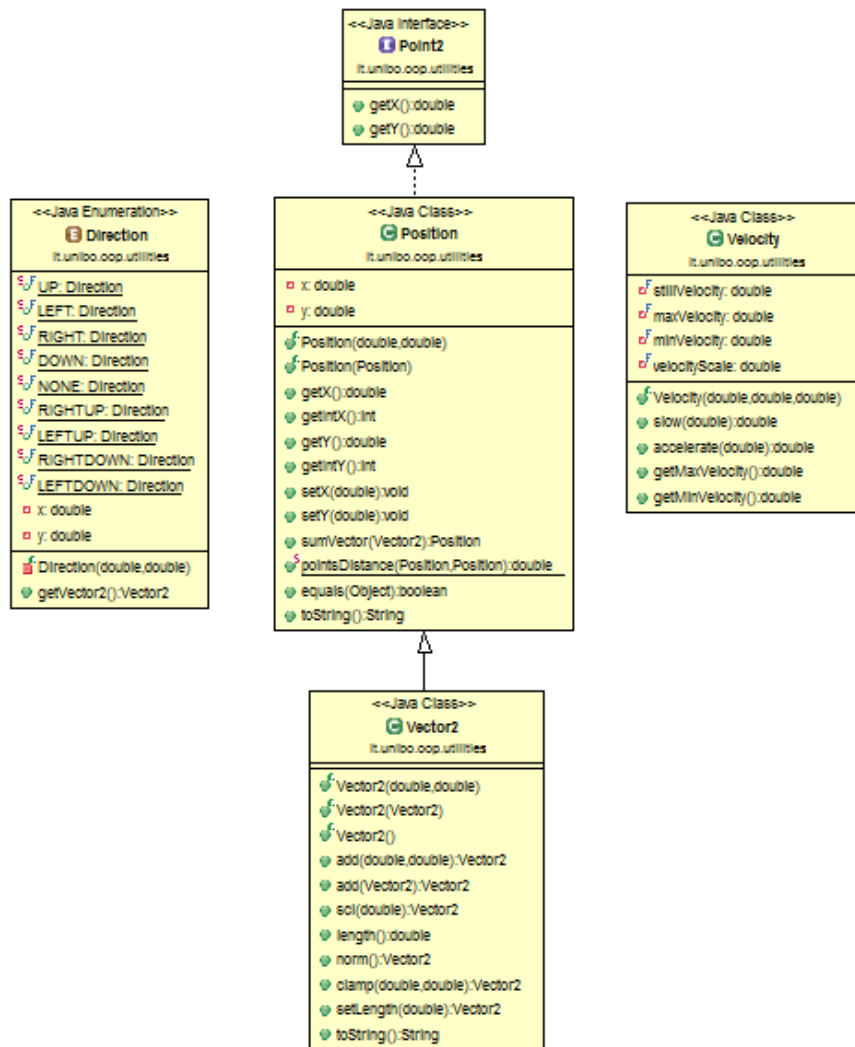 <<Java Interface>>
Point2
it.unibo.oop.utilities
getX():double
getY():double
<<Java Enumeration>>
Direction
it.unibo.oop.utilities
UP: Direction
LEFT: Direction
RIGHT: Direction
DOWN: Direction
NONE: Direction
RIGHTUP: Direction
LEFTUP: Direction
RIGHTDOWN: Direction
LEFTDOWN: Direction
x: double
y: double
Direction(double,double)
getVector2():Vector2
<<Java Class>>
Position
it.unibo.oop.utilities
x: double
y: double
Position(double,double)
Position(Position)
getX():double
getIntX():int
getY():double
getIntY():int
setX(double):void
setY(double):void
sumVector(Vector2):Position
pointsDistance(Position,Position):double
equals(Object):boolean
toString():String
<<Java Class>>
Velocity
it.unibo.oop.utilities
stillVelocity: double
maxVelocity: double
minVelocity: double
velocityScale: double
Velocity(double,double,double)
slow(double):double
accelerate(double):double
getMaxVelocity():double
getMinVelocity():double
<<Java Class>>
Vector2
it.unibo.oop.utilities
Vector2(double,double)
Vector2(Vector2)
Vector2()
add(double,double):Vector2
add(Vector2):Vector2
scl(double):Vector2
length():double
norm():Vector2
clamp(double,double):Vector2
setLength(double):Vector2
toString():String